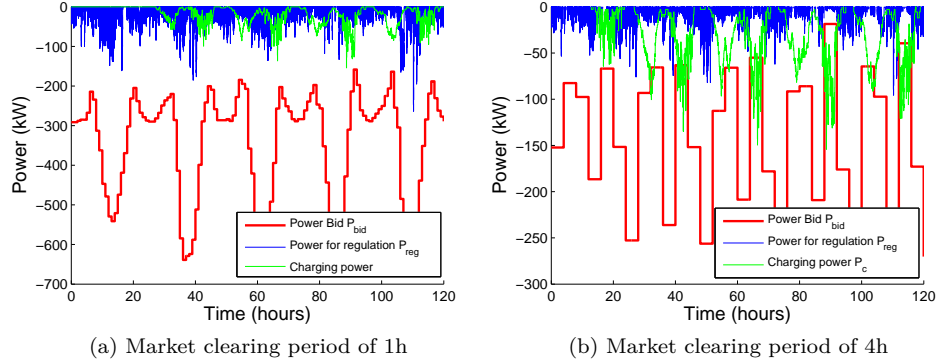 0
−100
−200
−300
−400
−500
−600
−700
Power (kW)
0 20 40 60 80 100 120
Time (hours)
Power Bid P_bid
Power for regulation P_reg
Charging power
(a) Market clearing period of 1h
0
−50
−100
−150
−200
−250
−300
Power (kW)
0 20 40 60 80 100 120
Time (hours)
Power Bid P_bid
Power for regulation P_reg
Charging power P_c
(b) Market clearing period of 4h